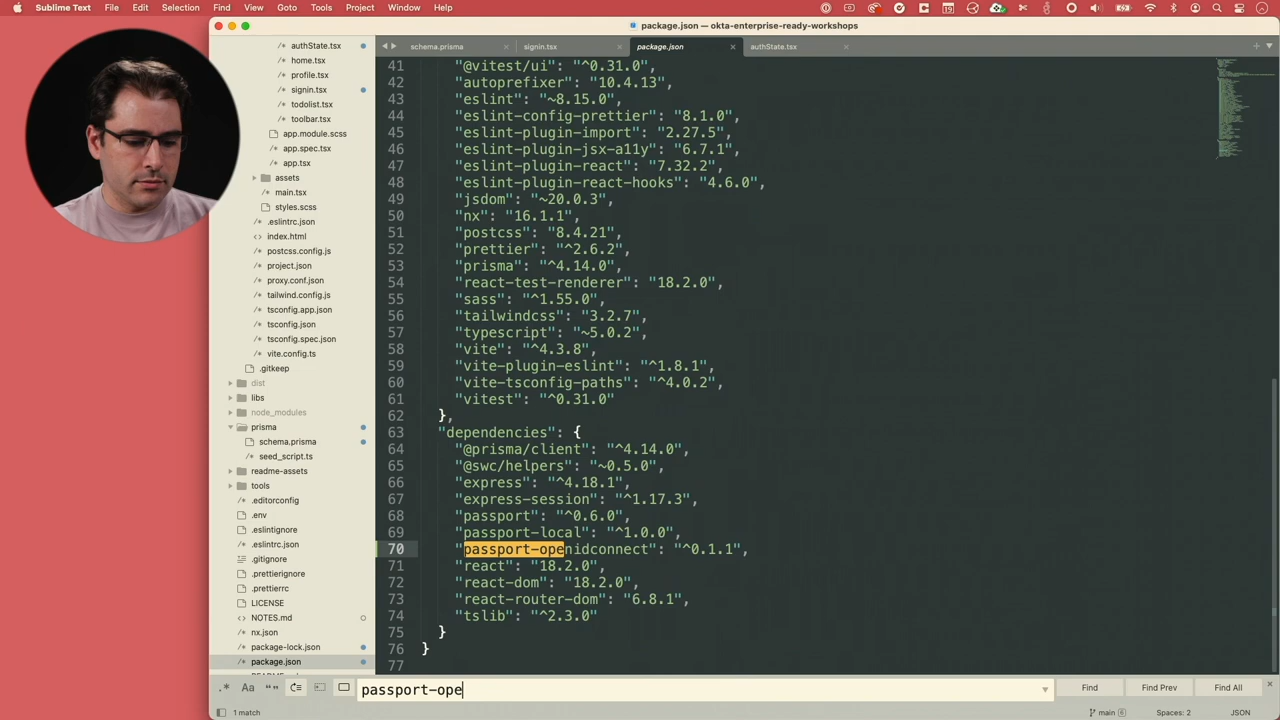 Sublime Text File Edit Selection Find View Goto Tools Project Window Help
package.json — okta-enterprise-ready-workshops
schema.prisma signin.tsx package.json authState.tsx
authState.tsx
home.tsx
profile.tsx
signin.tsx
todolist.tsx
toolbar.tsx
app.module.scss
app.spec.tsx
app.tsx
assets
main.tsx
styles.scss
.eslintrc.json
index.html
postcss.config.js
project.json
proxy.conf.json
tailwind.config.js
tsconfig.app.json
tsconfig.json
tsconfig.spec.json
vite.config.ts
.gitkeep
dist
libs
node_modules
prisma
schema.prisma
seed_script.ts
readme-assets
tools
.editorconfig
.env
.eslintignore
.eslintrc.json
.gitignore
.prettierignore
.prettierrc
LICENSE
NOTES.md
nx.json
package-lock.json
package.json
41 "@vitest/ui": "^0.31.0",
42 "autoprefixer": "10.4.13",
43 "eslint": "~8.15.0",
44 "eslint-config-prettier": "8.1.0",
45 "eslint-plugin-import": "2.27.5",
46 "eslint-plugin-jsx-a11y": "6.7.1",
47 "eslint-plugin-react": "7.32.2",
48 "eslint-plugin-react-hooks": "4.6.0",
49 "jsdom": "~20.0.3",
50 "nx": "16.1.1",
51 "postcss": "8.4.21",
52 "prettier": "^2.6.2",
53 "prisma": "^4.14.0",
54 "react-test-renderer": "18.2.0",
55 "sass": "^1.55.0",
56 "tailwindcss": "3.2.7",
57 "typescript": "~5.0.2",
58 "vite": "^4.3.8",
59 "vite-plugin-eslint": "^1.8.1",
60 "vite-tsconfig-paths": "^4.0.2",
61 "vitest": "^0.31.0"
62 },
63 "dependencies": {
64 "@prisma/client": "^4.14.0",
65 "@swc/helpers": "~0.5.0",
66 "express": "^4.18.1",
67 "express-session": "^1.17.3",
68 "passport": "^0.6.0",
69 "passport-local": "^1.0.0",
70 "passport-openidconnect": "^0.1.1",
71 "react": "18.2.0",
72 "react-dom": "18.2.0",
73 "react-router-dom": "6.8.1",
74 "tslib": "^2.3.0"
75 }
76 }
77
.* Aa “” passport-ope Find Find Prev Find All
1 match main 6 Spaces: 2 JSON